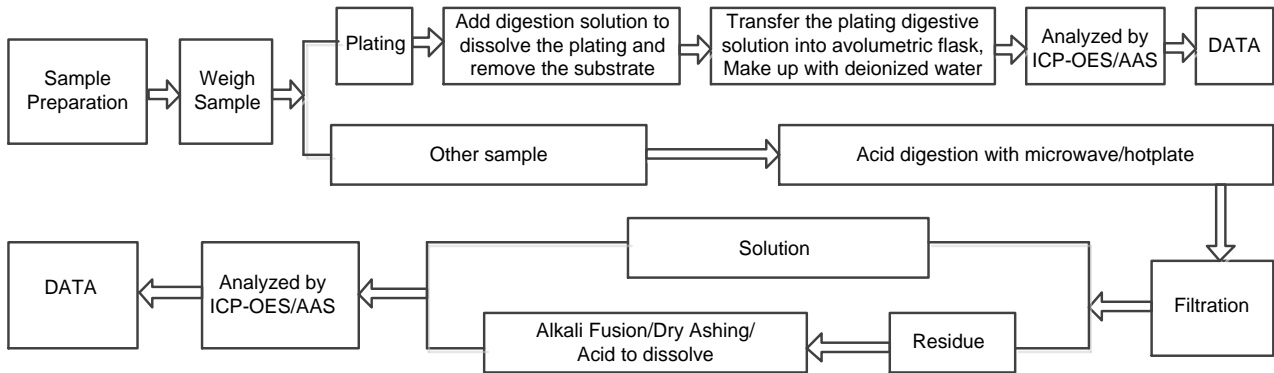 Sample
Preparation
Weigh
Sample
Plating
Add digestion solution to
dissolve the plating and
remove the substrate
Transfer the plating digestive
solution into avolumetric flask,
Make up with deionized water
Analyzed by
ICP-OES/AAS
DATA
Other sample
Acid digestion with microwave/hotplate
Filtration
Solution
Residue
Alkali Fusion/Dry Ashing/
Acid to dissolve
Analyzed by
ICP-OES/AAS
DATA